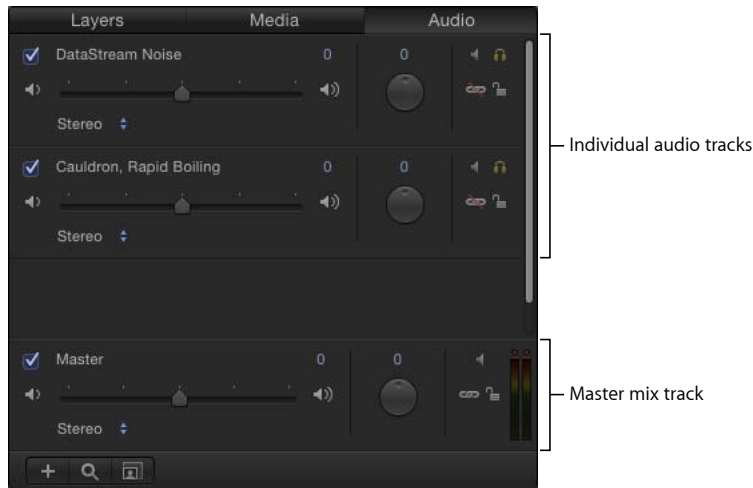 Layers Media Audio
DataStream Noise 0 0
Stereo
Individual audio tracks
Cauldron, Rapid Boiling 0 0
Stereo
Master 0 0
Master mix track
Stereo